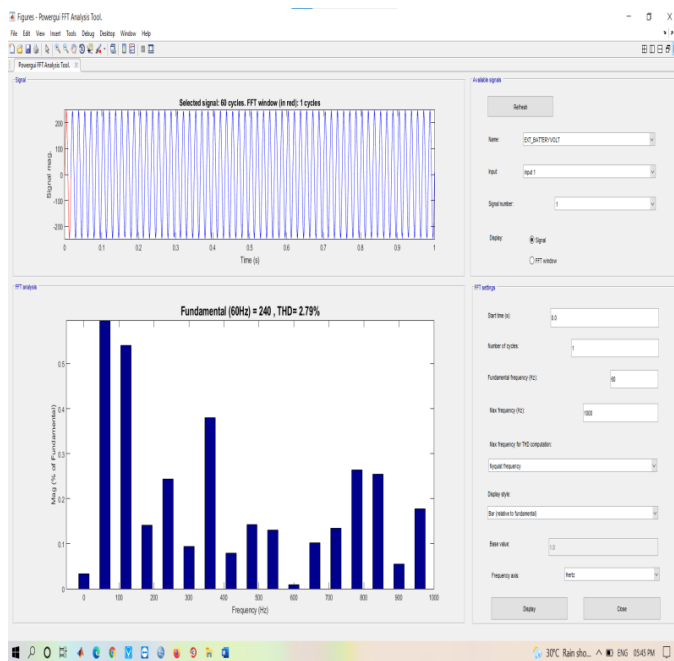 Figures - Powergui FFT Analysis Tool.
File Edit View Insert Tools Debug Desktop Window Help
Powergui FFT Analysis Tool.
Signal
Selected signal: 60 cycles. FFT window (in red): 1 cycles
200
100
0
-100
-200
Signal mag.
0 0.1 0.2 0.3 0.4 0.5 0.6 0.7 0.8 0.9 1
Time (s)
Available signals
Refresh
Name: EXT_BATTERYVOLT
Input: input 1
Signal number: 1
Display: Signal
FFT window
FFT analysis
Fundamental (60Hz) = 240 , THD= 2.79%
0.5
0.4
0.3
0.2
0.1
0
Mag (% of Fundamental)
0 100 200 300 400 500 600 700 800 900 1000
Frequency (Hz)
FFT settings
Start time (s): 0.0
Number of cycles: 1
Fundamental frequency (Hz): 60
Max frequency (Hz): 1000
Max frequency for THD computation:
Nyquist frequency
Display style:
Bar (relative to fundamental)
Base value: 1.0
Frequency axis: Hertz
Display Close
30°C Rain sho... ENG 05:45 PM